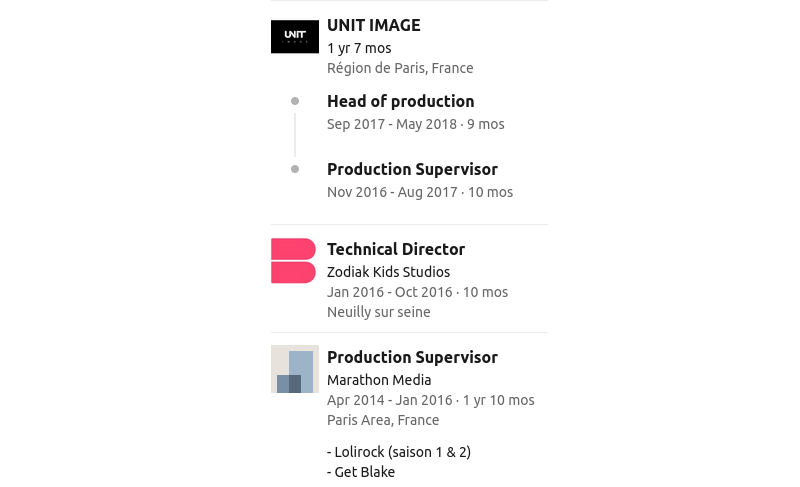 UNIT
IMAGE
UNIT IMAGE
1 yr 7 mos
Région de Paris, France
Head of production
Sep 2017 - May 2018 · 9 mos
Production Supervisor
Nov 2016 - Aug 2017 · 10 mos
Technical Director
Zodiak Kids Studios
Jan 2016 - Oct 2016 · 10 mos
Neuilly sur seine
Production Supervisor
Marathon Media
Apr 2014 - Jan 2016 · 1 yr 10 mos
Paris Area, France
- Lolirock (saison 1 & 2)
- Get Blake